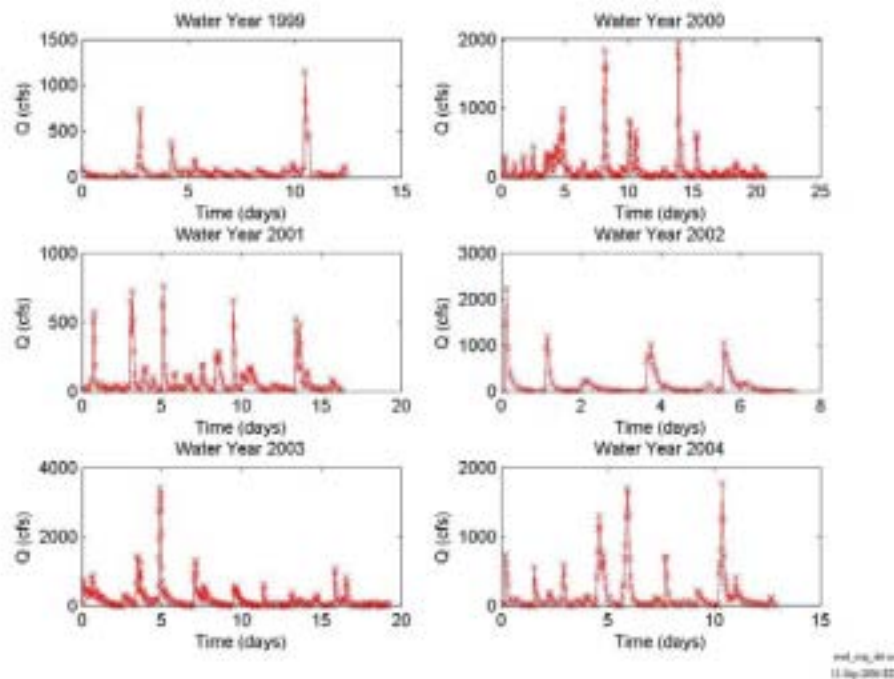 Water Year 1999
1500
1000
500
0
Q (cfs)
0 5 10 15
Time (days)
Water Year 2000
2000
1000
0
Q (cfs)
0 5 10 15 20 25
Time (days)
Water Year 2001
1000
500
0
Q (cfs)
0 5 10 15 20
Time (days)
Water Year 2002
3000
2000
1000
0
Q (cfs)
0 2 4 6 8
Time (days)
Water Year 2003
4000
2000
0
Q (cfs)
0 5 10 15 20
Time (days)
Water Year 2004
2000
1000
0
Q (cfs)
0 5 10 15
Time (days)